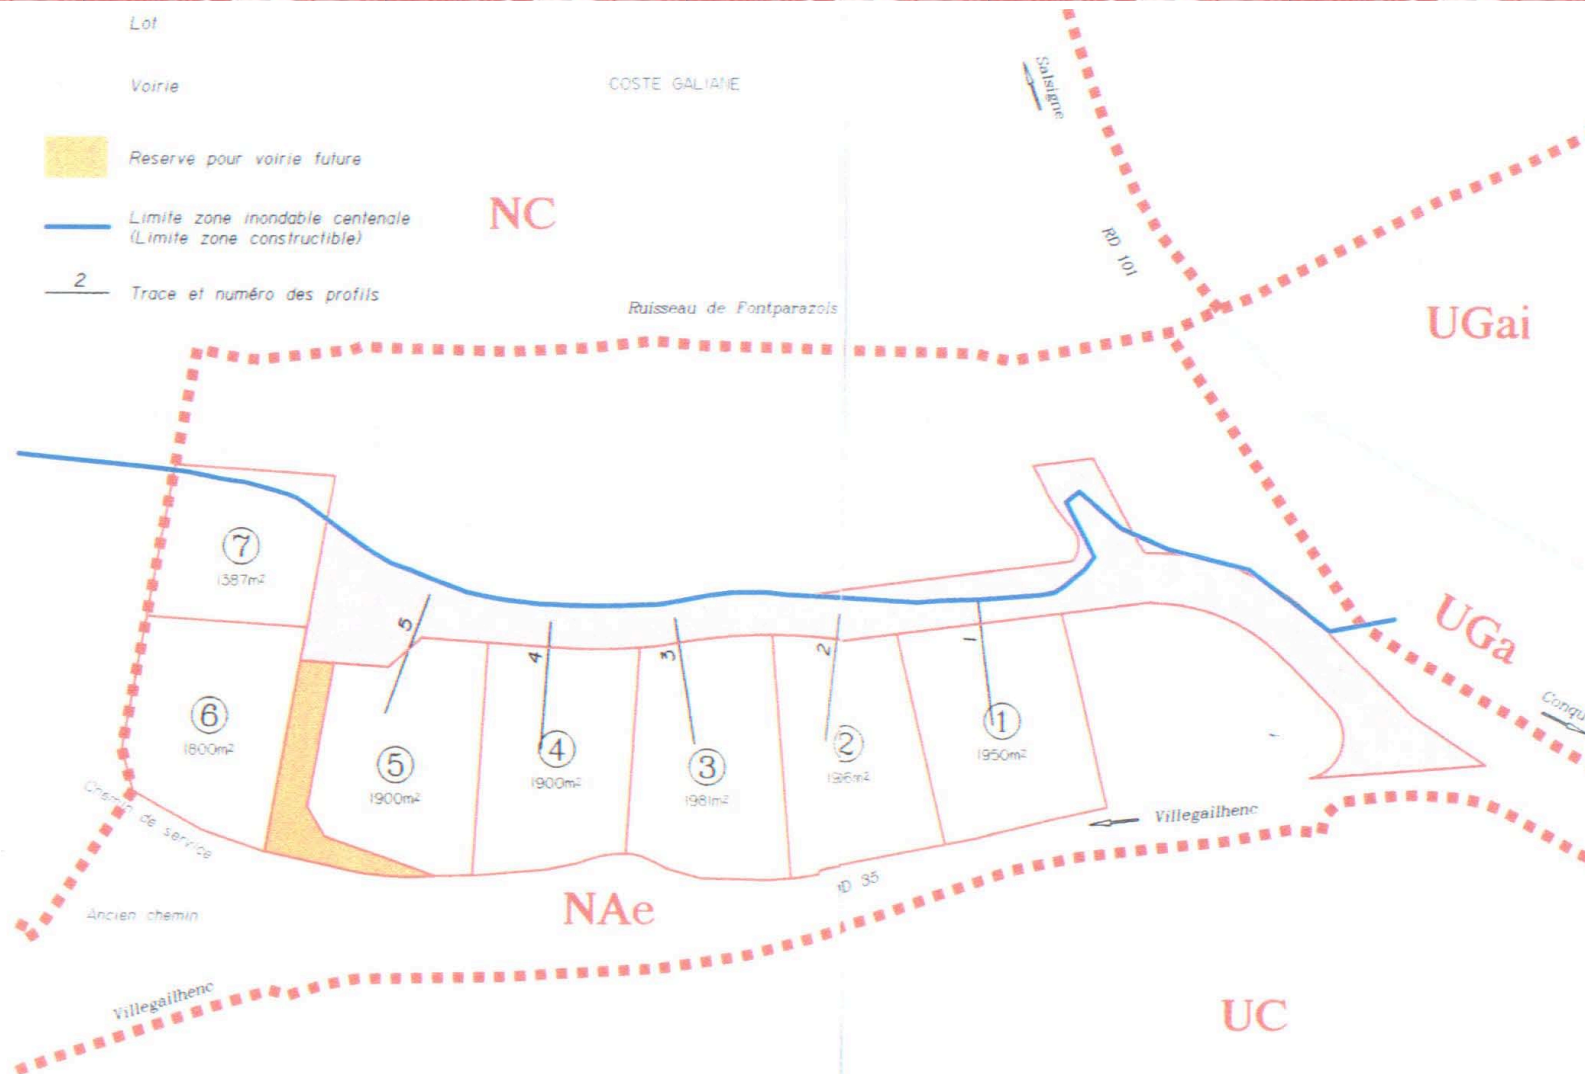 Lot
Voirie
COSTE GALIANE
Salsigne
Reserve pour voirie future
NC
Limite zone inondable centenale
(Limite zone constructible)
RD 101
2
Trace et numéro des profils
Ruisseau de Fontparazols
UGai
7
1387m²
5
4
3
2
1
UGa
6
1800m²
5
1900m²
4
1900m²
3
1981m²
2
1
1950m²
Chemin de service
Villegailhenc
RD 35
NAe
Ancien chemin
Villegailhenc
UC